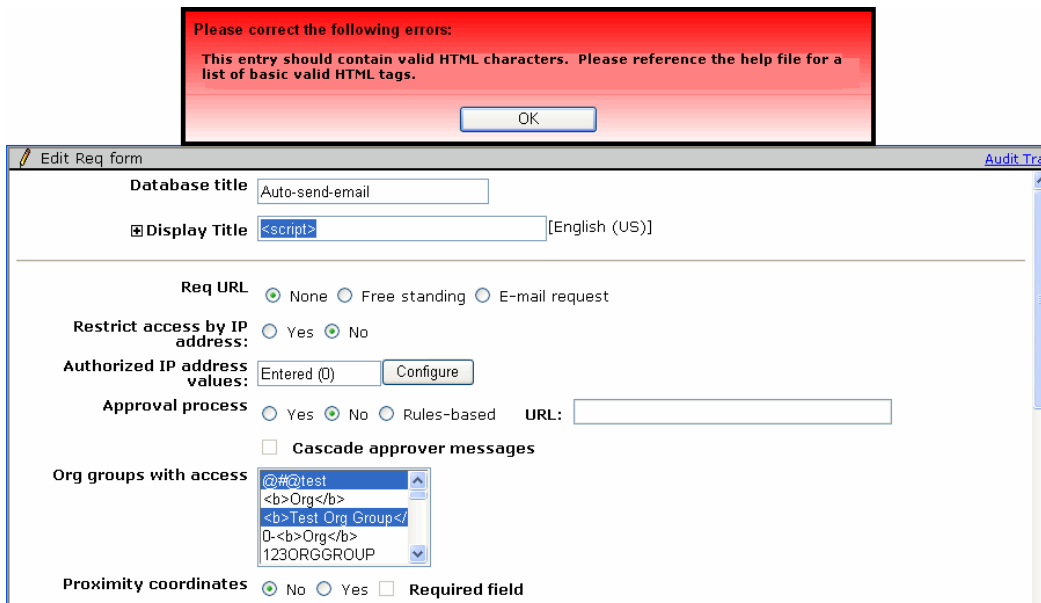 Please correct the following errors:
This entry should contain valid HTML characters. Please reference the help file for a
list of basic valid HTML tags.
OK
Edit Req form Audit Tra
Database title Auto-send-email
Display Title <script> [English (US)]
Req URL None Free standing E-mail request
Restrict access by IP
address: Yes No
Authorized IP address
values: Entered (0) Configure
Approval process Yes No Rules-based URL:
Cascade approver messages
Org groups with access @#@test
<b>Org</b>
<b>Test Org Group</
0-<b>Org</b>
123ORGGROUP
Proximity coordinates No Yes Required field